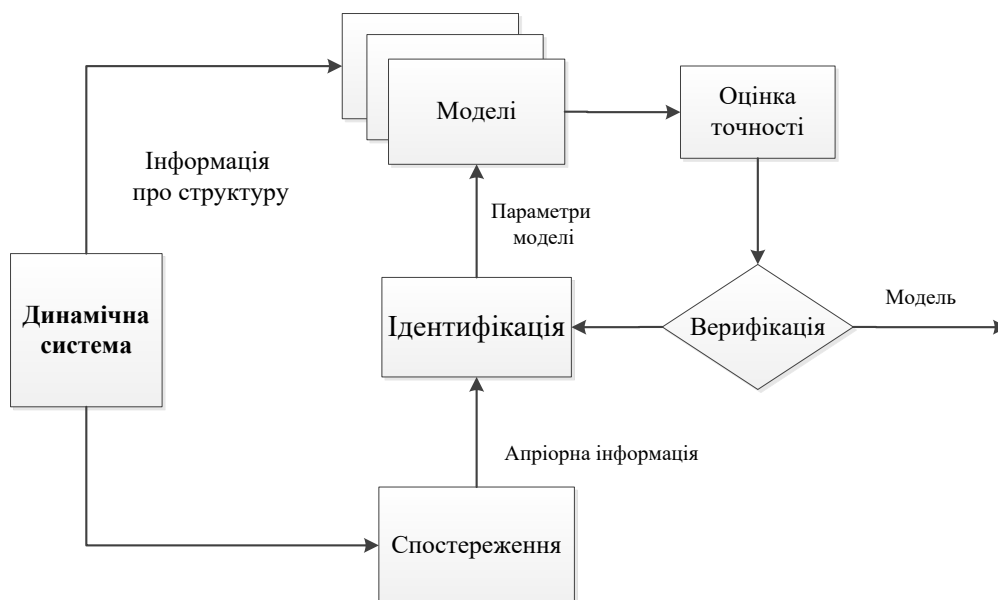 Моделі
Оцінка
точності
Інформація
про структуру
Параметри
моделі
Динамічна
система
Ідентифікація
Верифікація
Модель
Апріорна інформація
Спостереження